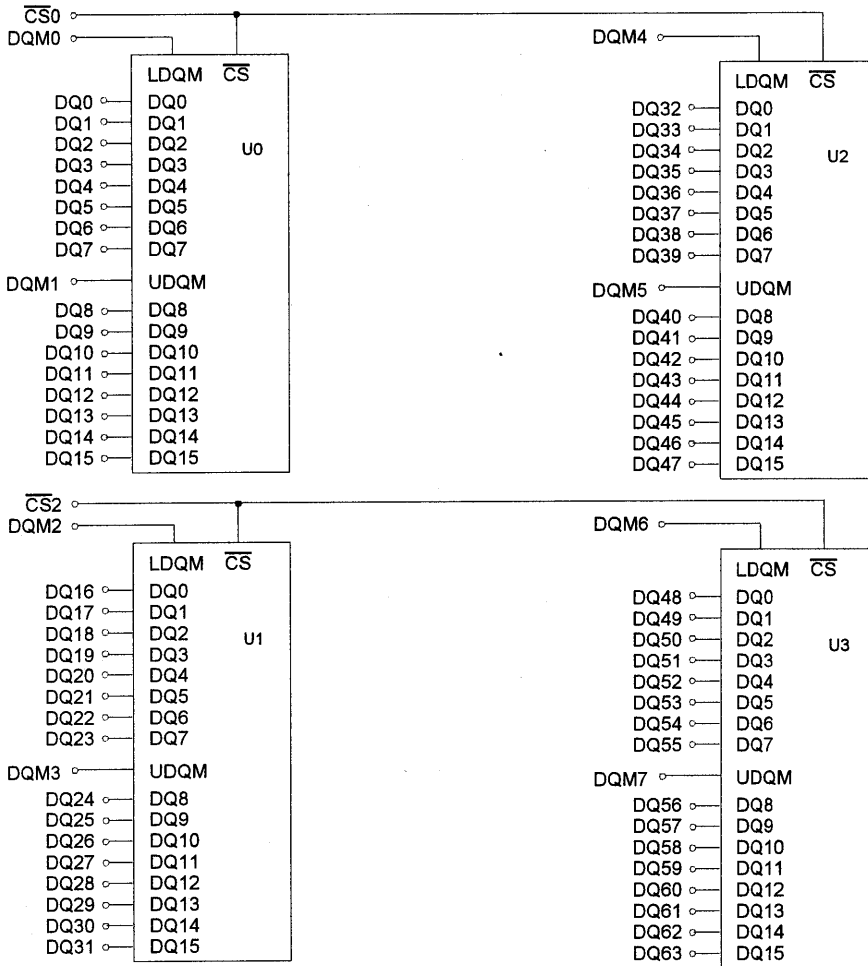 CS0
DQM0
LDQM CS
DQ0 DQ0
DQ1 DQ1
DQ2 DQ2
U0
DQ3 DQ3
DQ4 DQ4
DQ5 DQ5
DQ6 DQ6
DQ7 DQ7
DQM1 UDQM
DQ8 DQ8
DQ9 DQ9
DQ10 DQ10
DQ11 DQ11
DQ12 DQ12
DQ13 DQ13
DQ14 DQ14
DQ15 DQ15
DQM4
LDQM CS
DQ32 DQ0
DQ33 DQ1
DQ34 DQ2
U2
DQ35 DQ3
DQ36 DQ4
DQ37 DQ5
DQ38 DQ6
DQ39 DQ7
DQM5 UDQM
DQ40 DQ8
DQ41 DQ9
DQ42 DQ10
DQ43 DQ11
DQ44 DQ12
DQ45 DQ13
DQ46 DQ14
DQ47 DQ15
CS2
DQM2
LDQM CS
DQ16 DQ0
DQ17 DQ1
DQ18 DQ2
U1
DQ19 DQ3
DQ20 DQ4
DQ21 DQ5
DQ22 DQ6
DQ23 DQ7
DQM3 UDQM
DQ24 DQ8
DQ25 DQ9
DQ26 DQ10
DQ27 DQ11
DQ28 DQ12
DQ29 DQ13
DQ30 DQ14
DQ31 DQ15
DQM6
LDQM CS
DQ48 DQ0
DQ49 DQ1
DQ50 DQ2
U3
DQ51 DQ3
DQ52 DQ4
DQ53 DQ5
DQ54 DQ6
DQ55 DQ7
DQM7 UDQM
DQ56 DQ8
DQ57 DQ9
DQ58 DQ10
DQ59 DQ11
DQ60 DQ12
DQ61 DQ13
DQ62 DQ14
DQ63 DQ15